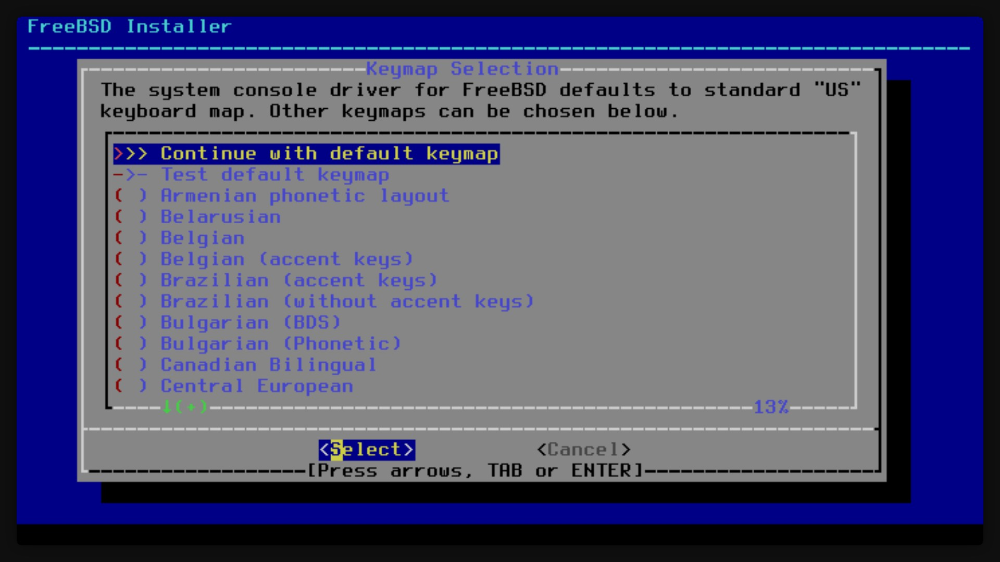 FreeBSD Installer
Keymap Selection
The system console driver for FreeBSD defaults to standard "US"
keyboard map. Other keymaps can be chosen below.
>>> Continue with default keymap
->- Test default keymap
( ) Armenian phonetic layout
( ) Belarusian
( ) Belgian
( ) Belgian (accent keys)
( ) Brazilian (accent keys)
( ) Brazilian (without accent keys)
( ) Bulgarian (BDS)
( ) Bulgarian (Phonetic)
( ) Canadian Bilingual
( ) Central European
↓(+) 13%
<Select> <Cancel>
[Press arrows, TAB or ENTER]